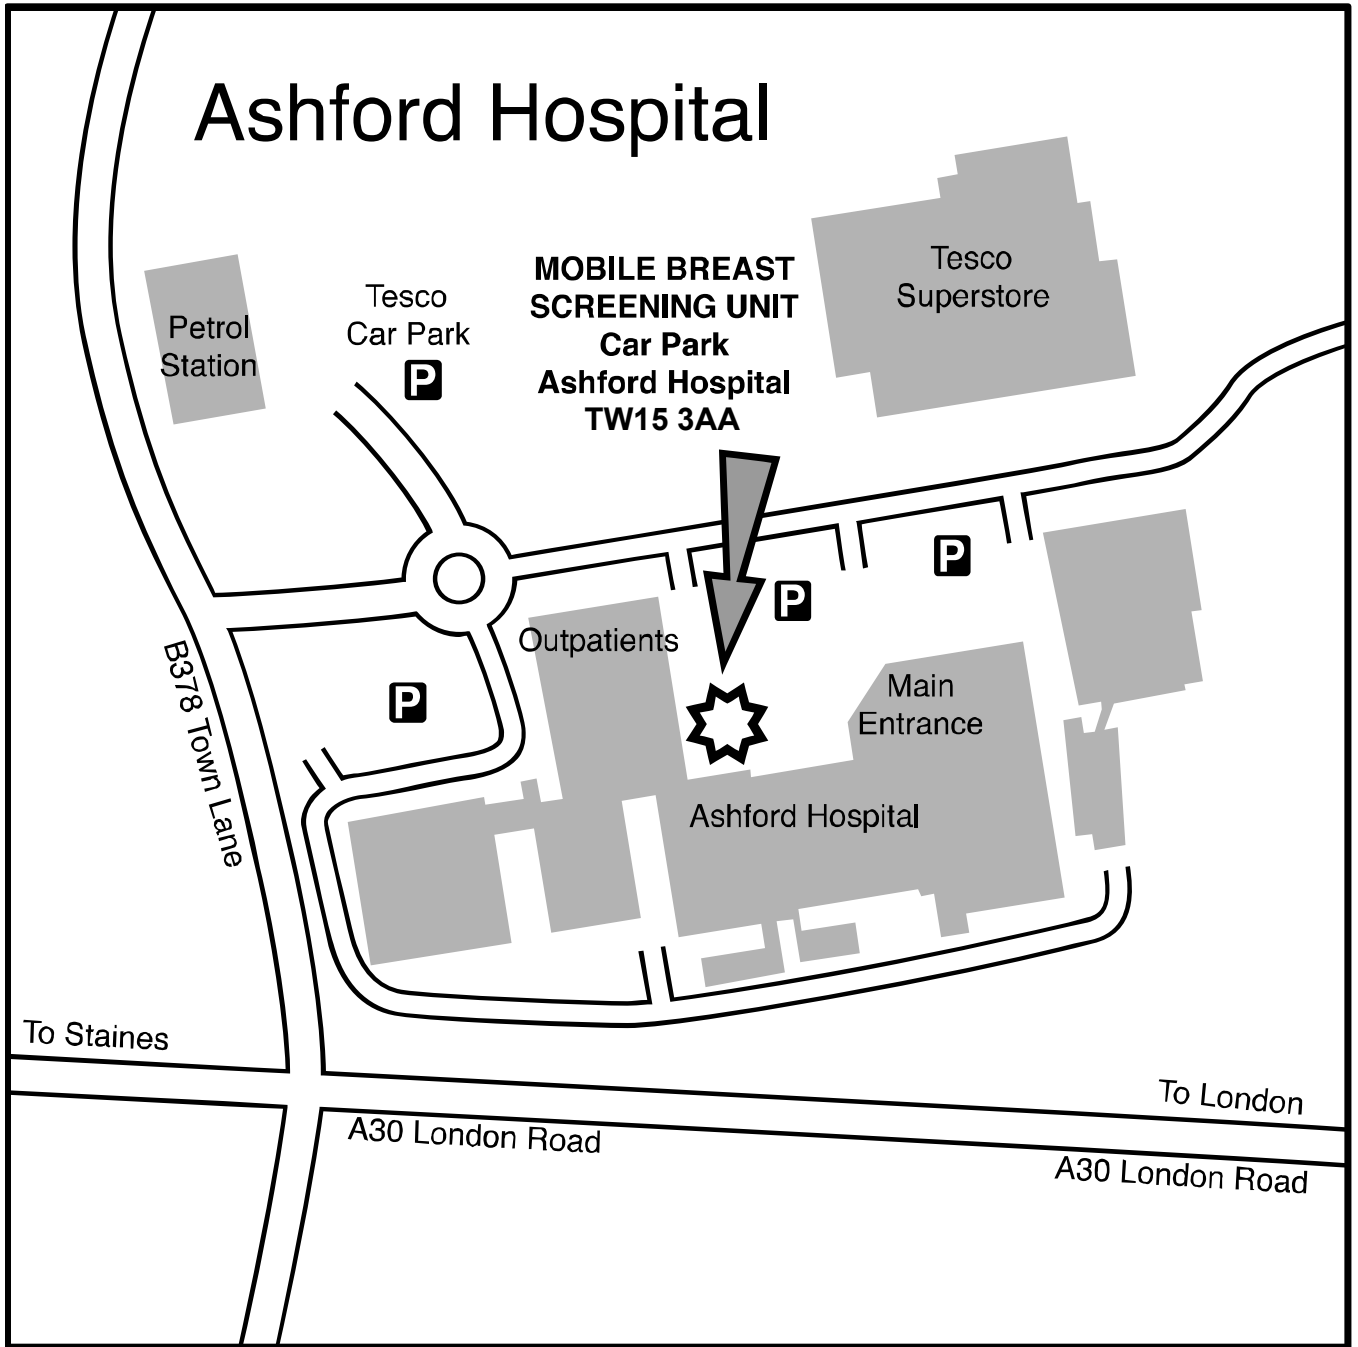 Ashford Hospital
MOBILE BREAST
SCREENING UNIT
Car Park
Ashford Hospital
TW15 3AA
Tesco
Superstore
Tesco
Car Park
P
Petrol
Station
P
P
Outpatients
P
Main
Entrance
B378 Town Lane
Ashford Hospital
To Staines
To London
A30 London Road
A30 London Road